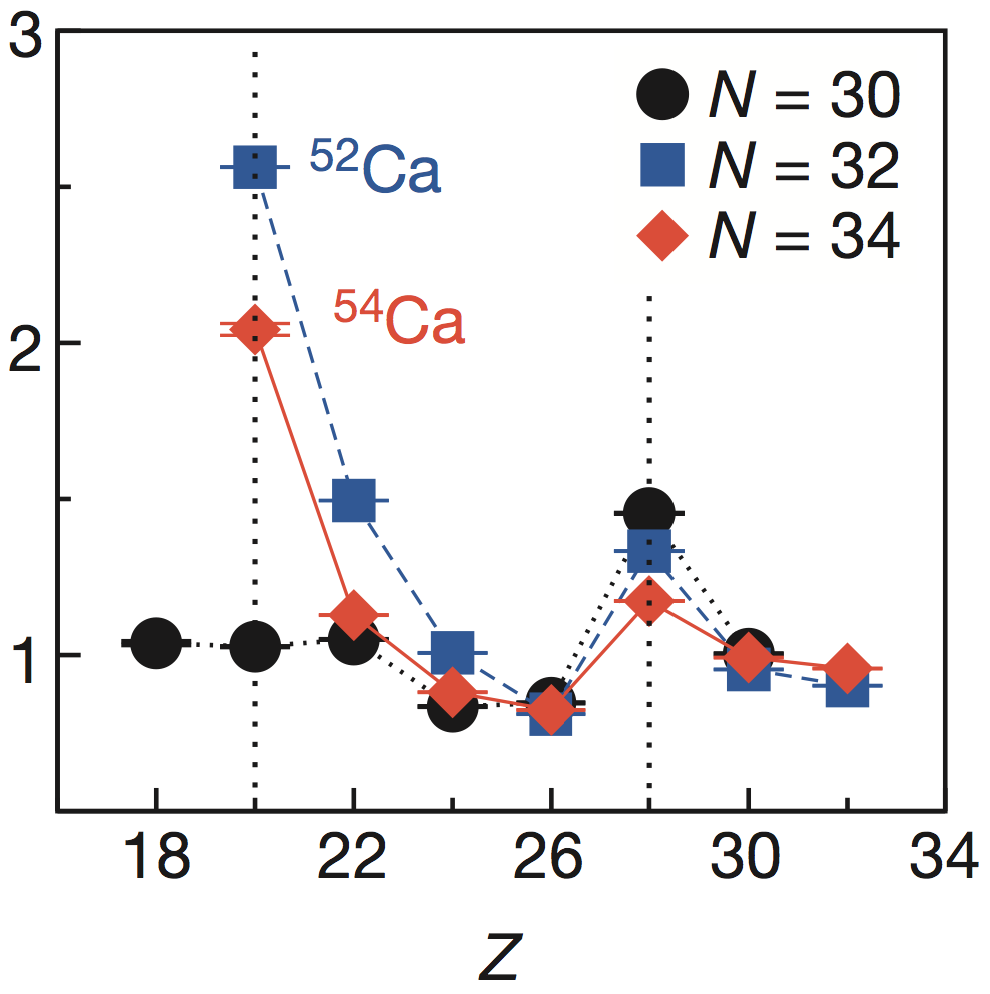 3
N = 30
⁵²Ca
N = 32
N = 34
⁵⁴Ca
2
1
18 22 26 30 34
Z